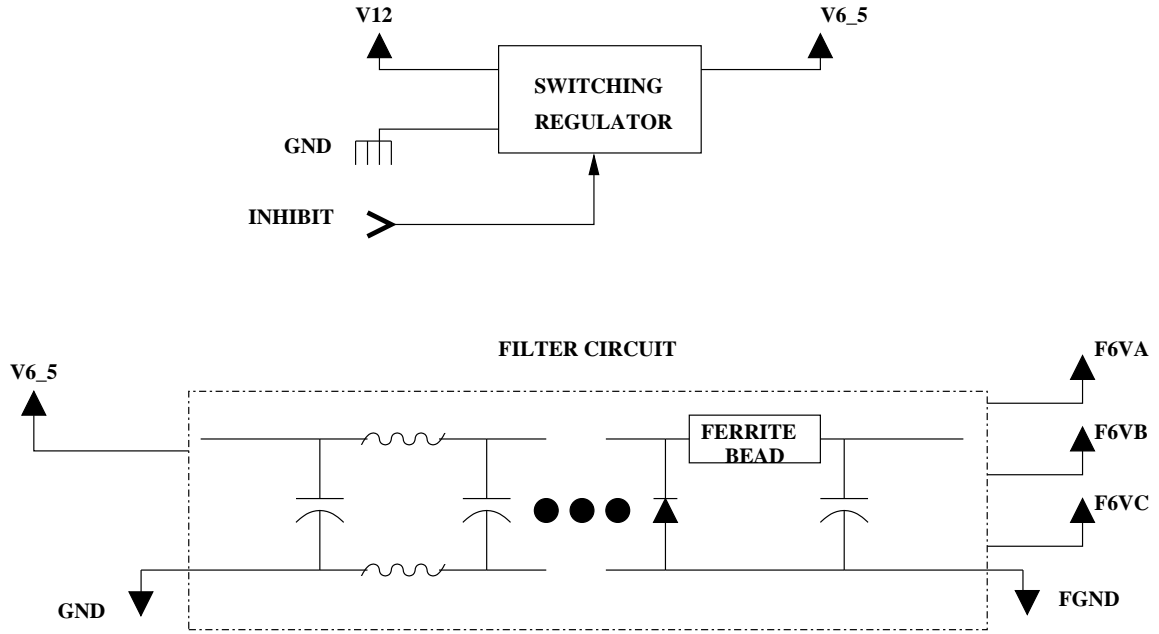 V12
V6_5
SWITCHING
REGULATOR
GND
INHIBIT
FILTER CIRCUIT
V6_5
F6VA
FERRITE
BEAD
F6VB
F6VC
GND
FGND